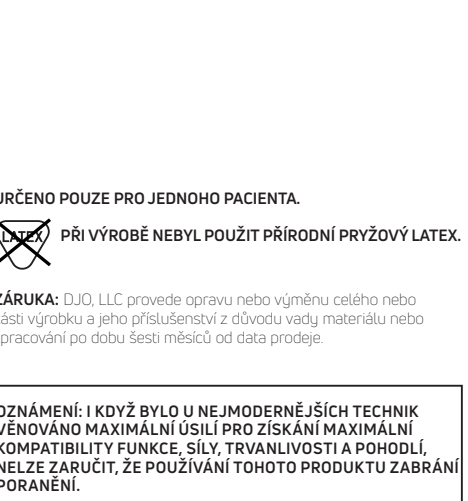 URČENO POUZE PRO JEDNOHO PACIENTA.
LATEX
PŘI VÝROBĚ NEBYL POUŽIT PŘÍRODNÍ PRYŽOVÝ LATEX.
ZÁRUKA: DJO, LLC provede opravu nebo výměnu celého nebo
části výrobku a jeho příslušenství z důvodu vady materiálu nebo
zpracování po dobu šesti měsíců od data prodeje.
OZNÁMENÍ: I KDYŽ BYLO U NEJMODERNĚJŠÍCH TECHNIK
VĚNOVÁNO MAXIMÁLNÍ ÚSILÍ PRO ZÍSKÁNÍ MAXIMÁLNÍ
KOMPATIBILITY FUNKCE, SÍLY, TRVANLIVOSTI A POHODLÍ,
NELZE ZARUČIT, ŽE POUŽÍVÁNÍ TOHOTO PRODUKTU ZABRÁNÍ
PORANĚNÍ.